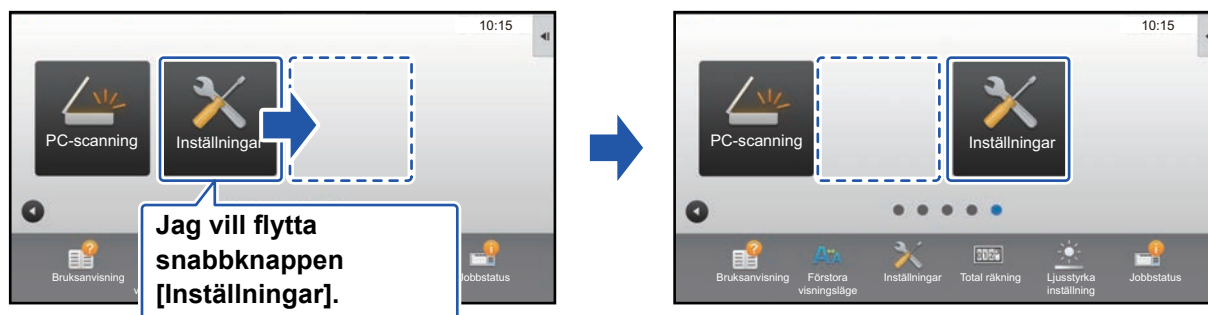 10:15
PC-scanning
Inställningar
Jag vill flytta
snabbknappen
[Inställningar].
Bruksanvisning
Jobbstatus
10:15
PC-scanning
Inställningar
Bruksanvisning
Förstora
visningsläge
Inställningar
Total räkning
Ljusstyrka
inställning
Jobbstatus